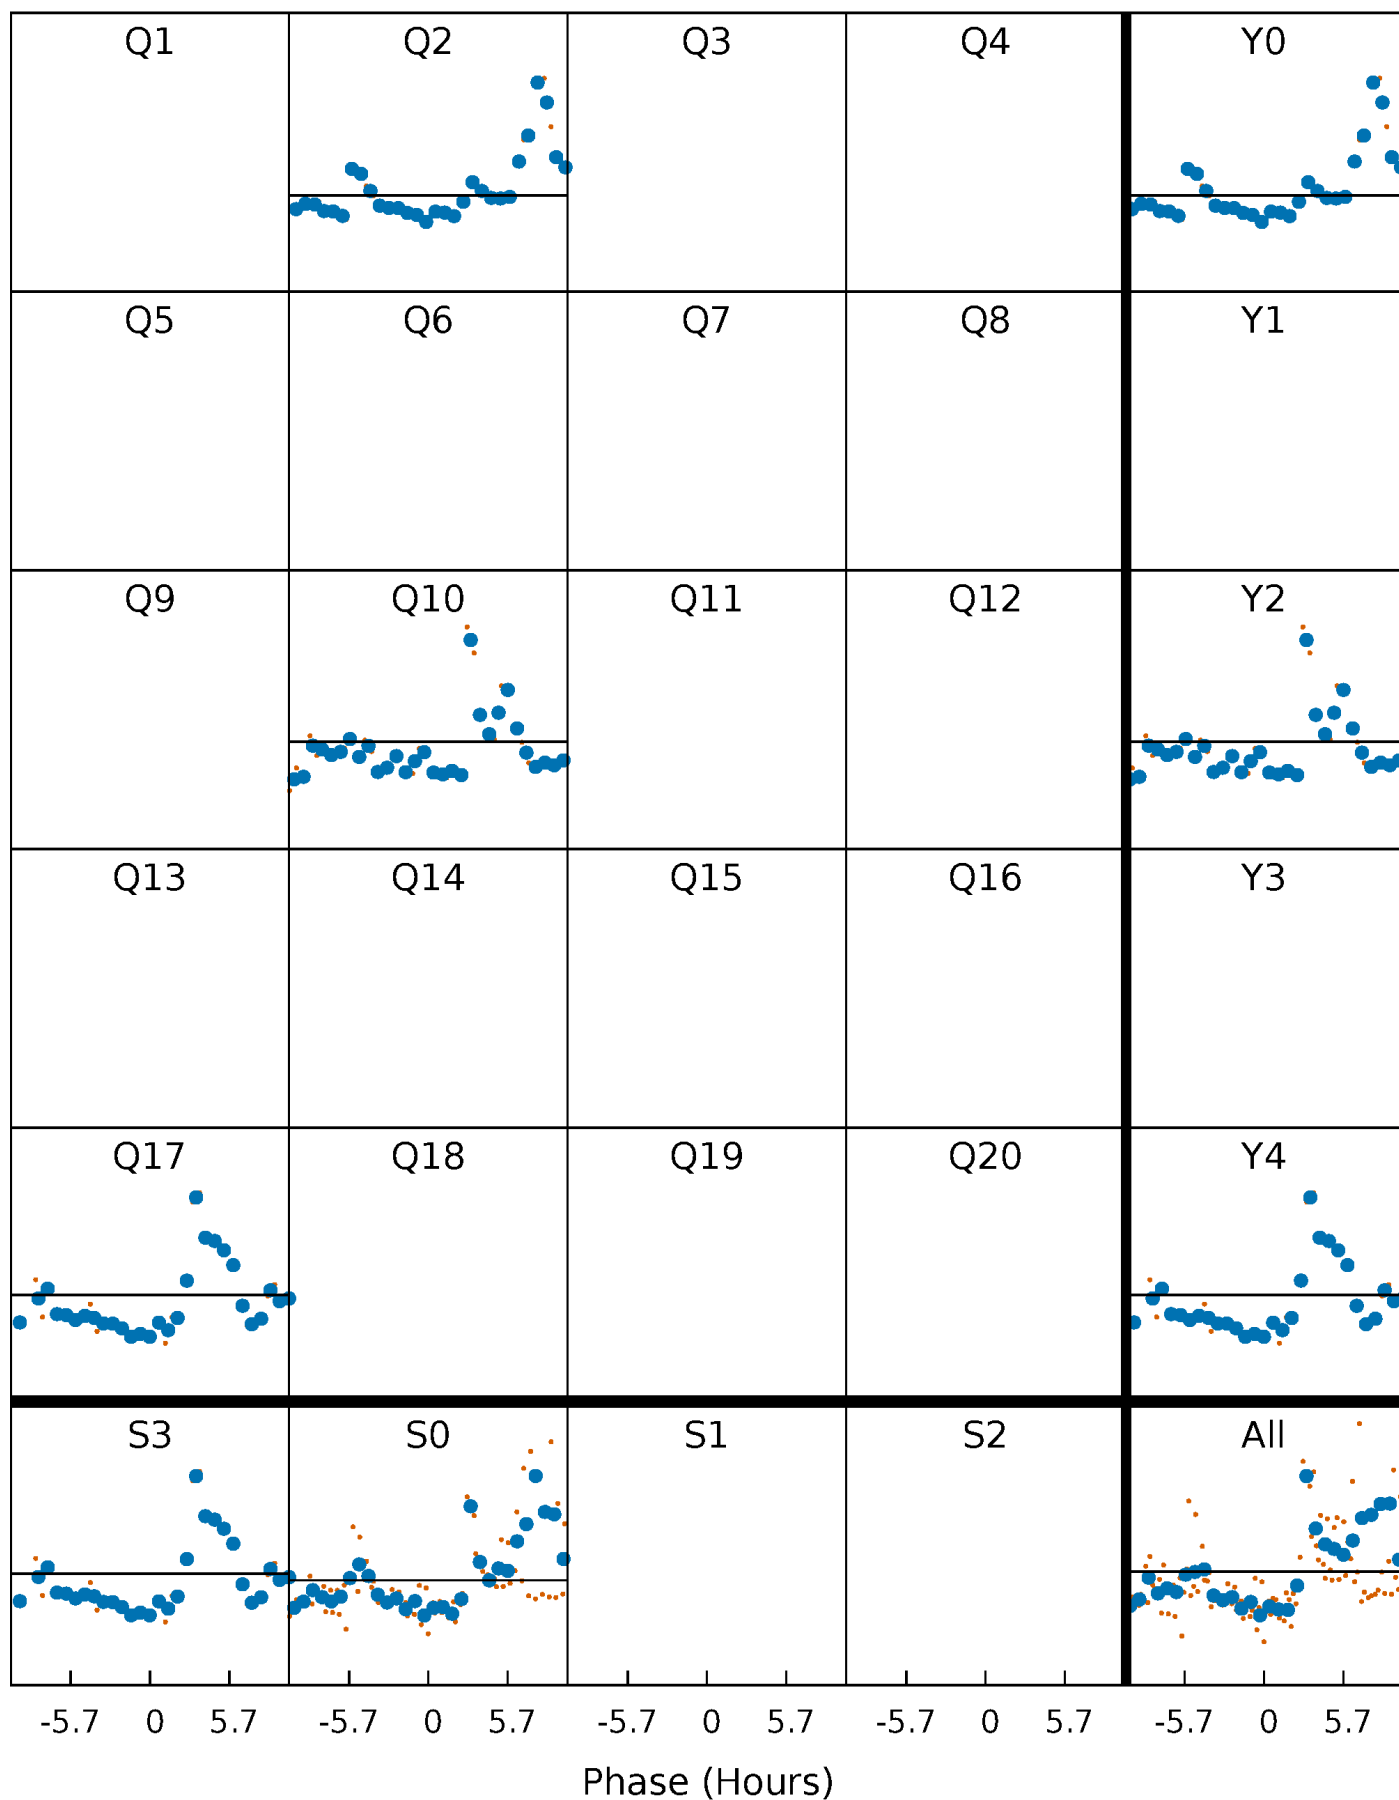 Q1 Q2 Q3 Q4 Y0
Q5 Q6 Q7 Q8 Y1
Q9 Q10 Q11 Q12 Y2
Q13 Q14 Q15 Q16 Y3
Q17 Q18 Q19 Q20 Y4
S3 S0 S1 S2 All
-5.7 0 5.7 -5.7 0 5.7 -5.7 0 5.7 -5.7 0 5.7 -5.7 0 5.7
Phase (Hours)